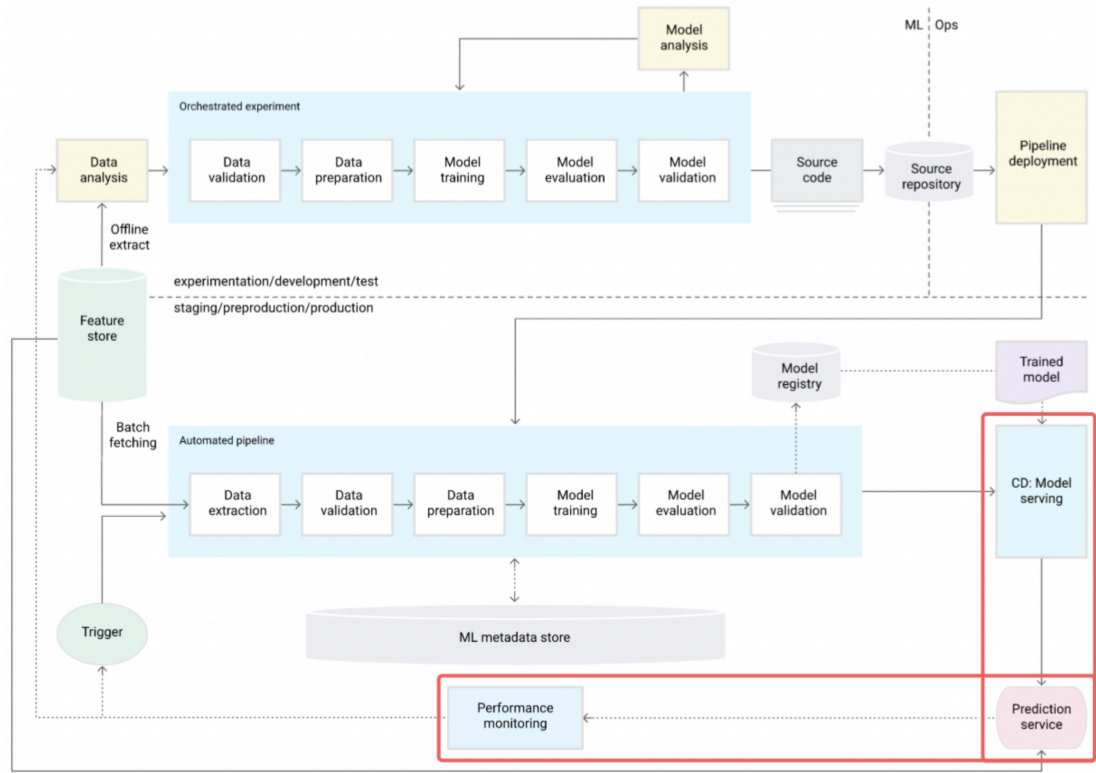 Model
analysis
ML
Ops
Orchestrated experiment
Data
analysis
Data
validation
Data
preparation
Model
training
Model
evaluation
Model
validation
Source
code
Source
repository
Pipeline
deployment
Offline
extract
experimentation/development/test
staging/preproduction/production
Feature
store
Model
registry
Trained
model
Batch
fetching
Automated pipeline
Data
extraction
Data
validation
Data
preparation
Model
training
Model
evaluation
Model
validation
CD: Model
serving
Trigger
ML metadata store
Performance
monitoring
Prediction
service